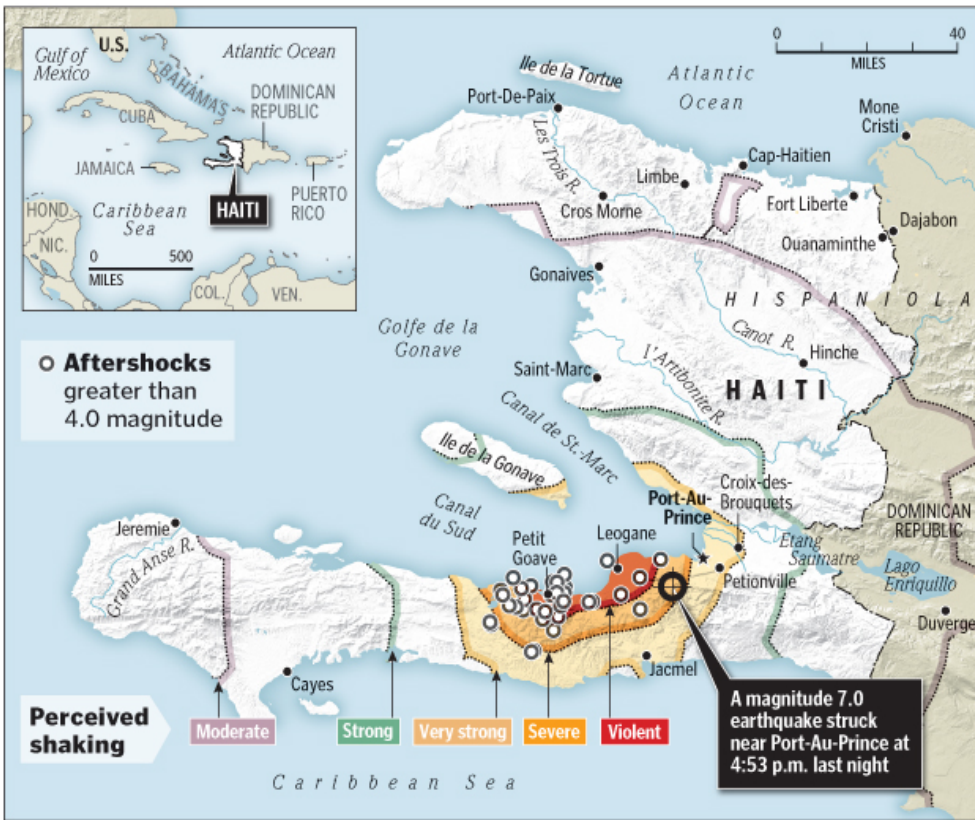 U.S.
Atlantic Ocean
Gulf of
Mexico
BAHAMAS
DOMINICAN
REPUBLIC
CUBA
JAMAICA
PUERTO
RICO
HAITI
HOND.
Caribbean
Sea
NIC.
0 500
MILES
COL.
VEN.
0 40
MILES
Ile de la Tortue
Atlantic
Ocean
Port-De-Paix
Mone
Cristi
Les Trois R.
Cap-Haitien
Limbe
Cros Morne
Fort Liberte
Dajabon
Ouanaminthe
Gonaives
HISPANIOLA
Golfe de la
Gonave
Canot R.
Hinche
Aftershocks
greater than
4.0 magnitude
Saint-Marc
l'Artibonite R.
HAITI
Canal de St.-Marc
Ile de la Gonave
Croix-des-
Brouquets
Port-Au-
Prince
DOMINICAN
REPUBLIC
Canal
du Sud
Jeremie
Grand Anse R.
Petit
Goave
Leogane
Etang
Saumatre
Lago
Enriquillo
Petionville
Duverge
Jacmel
Cayes
Perceived
shaking
Moderate
Strong
Very strong
Severe
Violent
A magnitude 7.0
earthquake struck
near Port-Au-Prince at
4:53 p.m. last night
Caribbean Sea